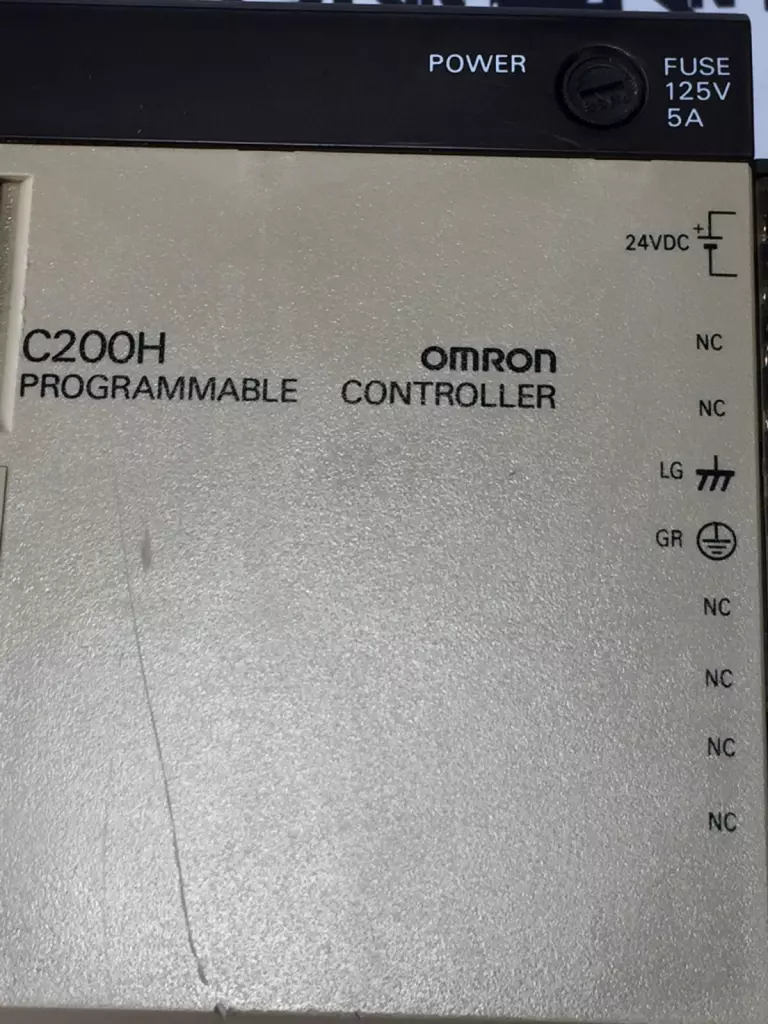 POWER
FUSE
125V
5A
24VDC +
NC
C200H
OMRON
PROGRAMMABLE CONTROLLER
NC
LG
GR
NC
NC
NC
NC